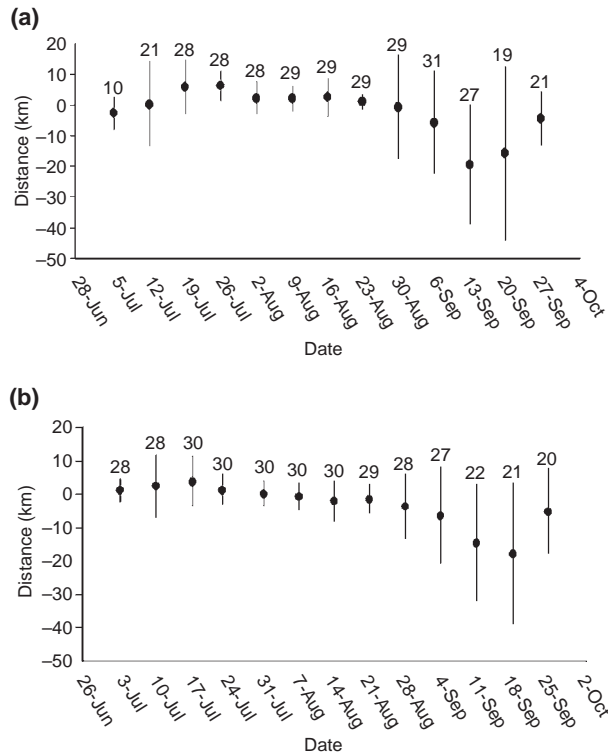 (a)
20
10
0
–10
–20
–30
–40
–50
Distance (km)
10
21
28
28
28
29
29
29
29
31
27
19
21
28-Jun
5-Jul
12-Jul
19-Jul
26-Jul
2-Aug
9-Aug
16-Aug
23-Aug
30-Aug
6-Sep
13-Sep
20-Sep
27-Sep
4-Oct
Date
(b)
20
10
0
–10
–20
–30
–40
–50
Distance (km)
28
28
30
30
30
30
30
29
28
27
22
21
20
26-Jun
3-Jul
10-Jul
17-Jul
24-Jul
31-Jul
7-Aug
14-Aug
21-Aug
28-Aug
4-Sep
11-Sep
18-Sep
25-Sep
2-Oct
Date